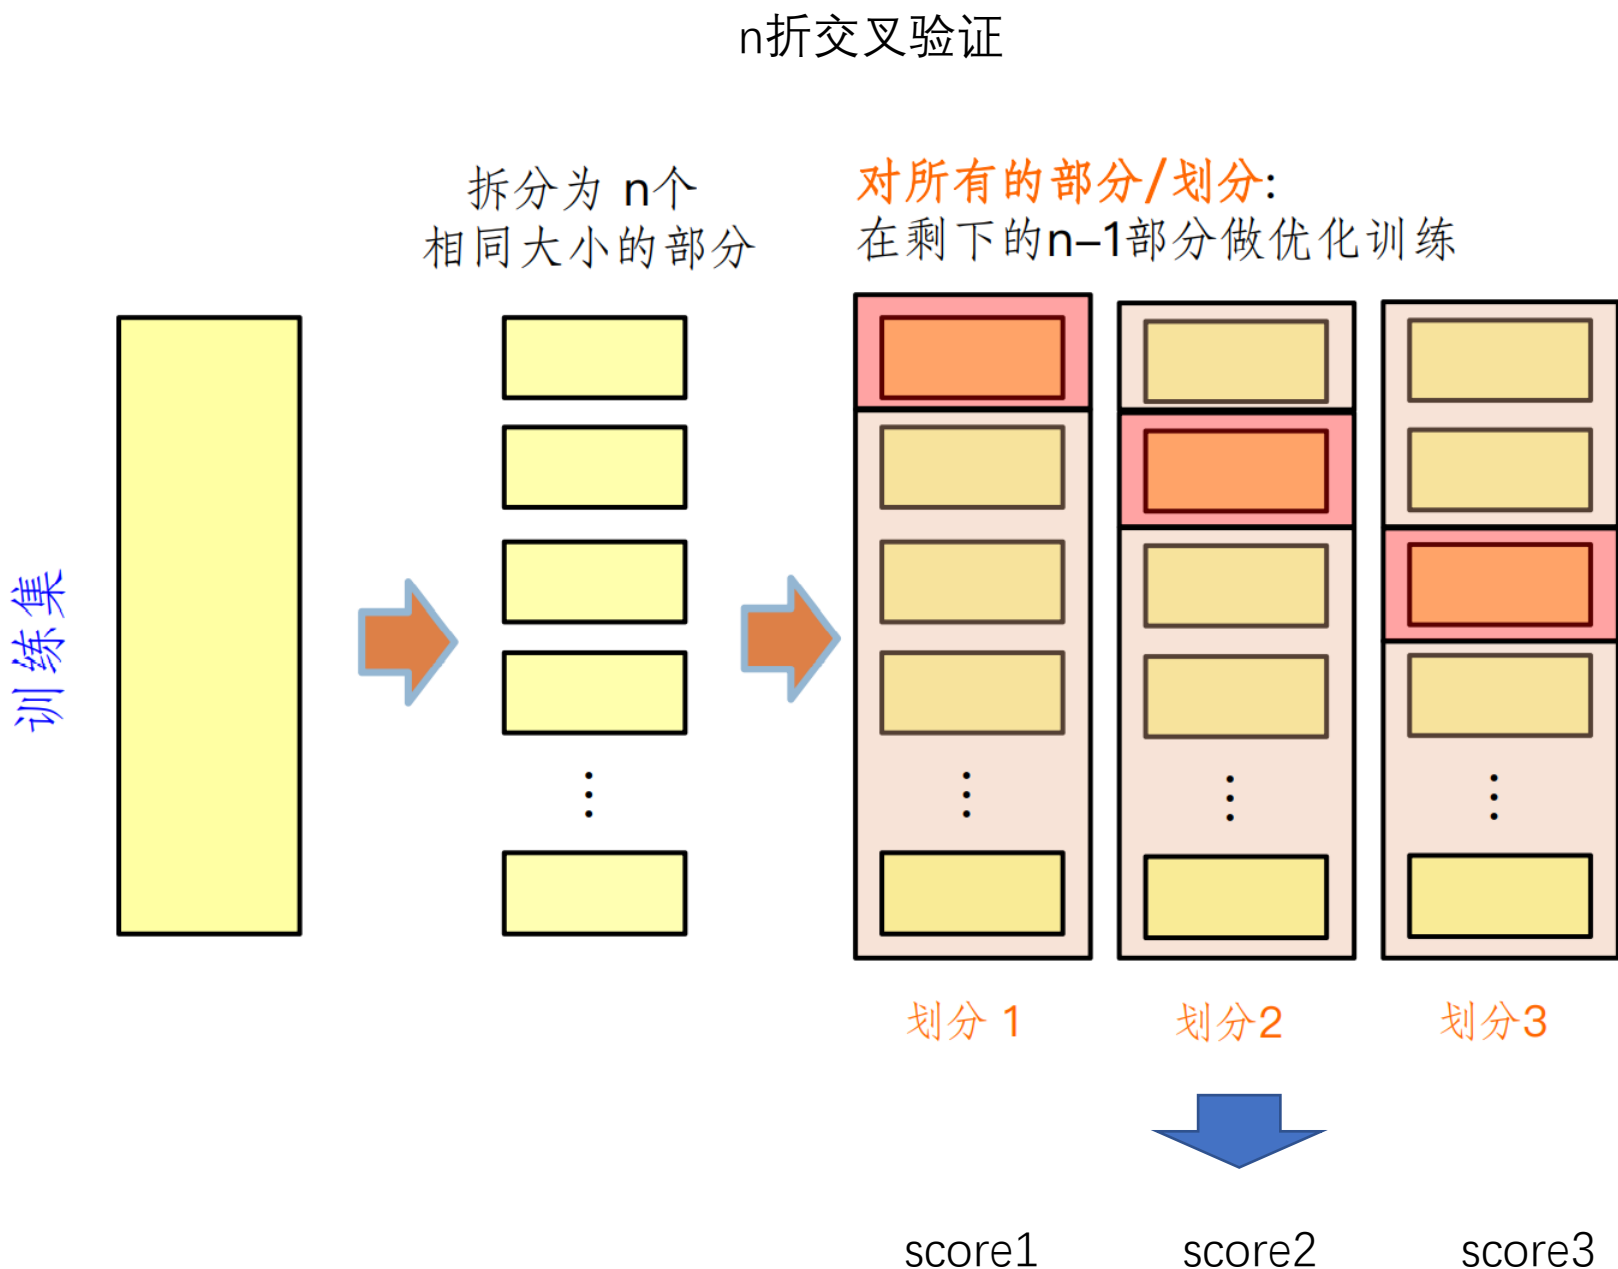 n折交叉验证
拆分为 n个
相同大小的部分
对所有的部分/划分:
在剩下的n–1部分做优化训练
训练集
⋮
⋮
⋮
⋮
划分 1
划分2
划分3
score1
score2
score3